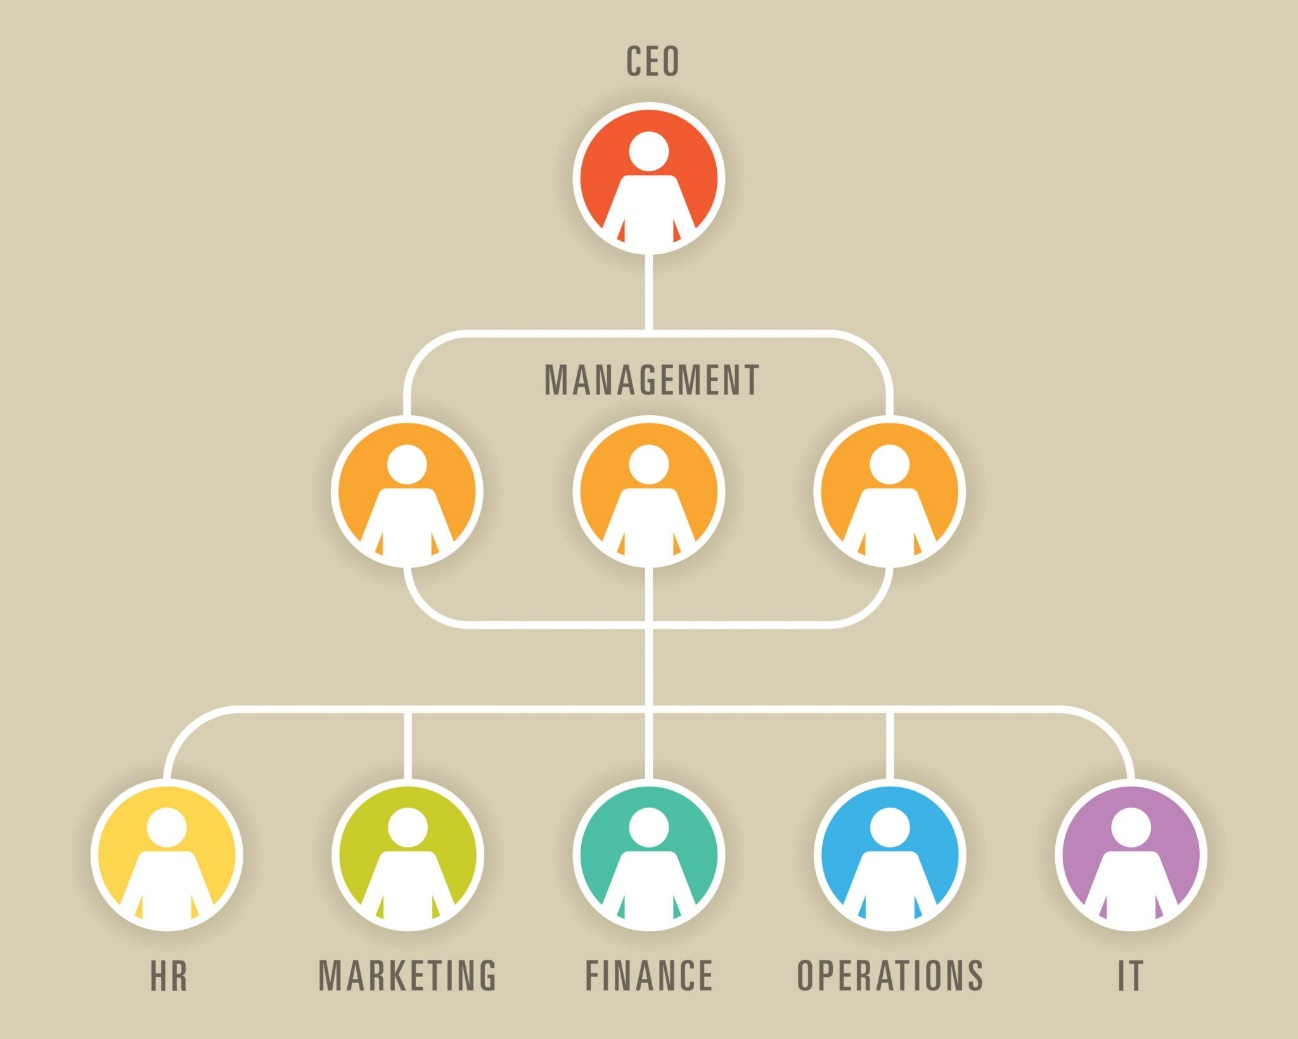 CEO
MANAGEMENT
HR
MARKETING
FINANCE
OPERATIONS
IT